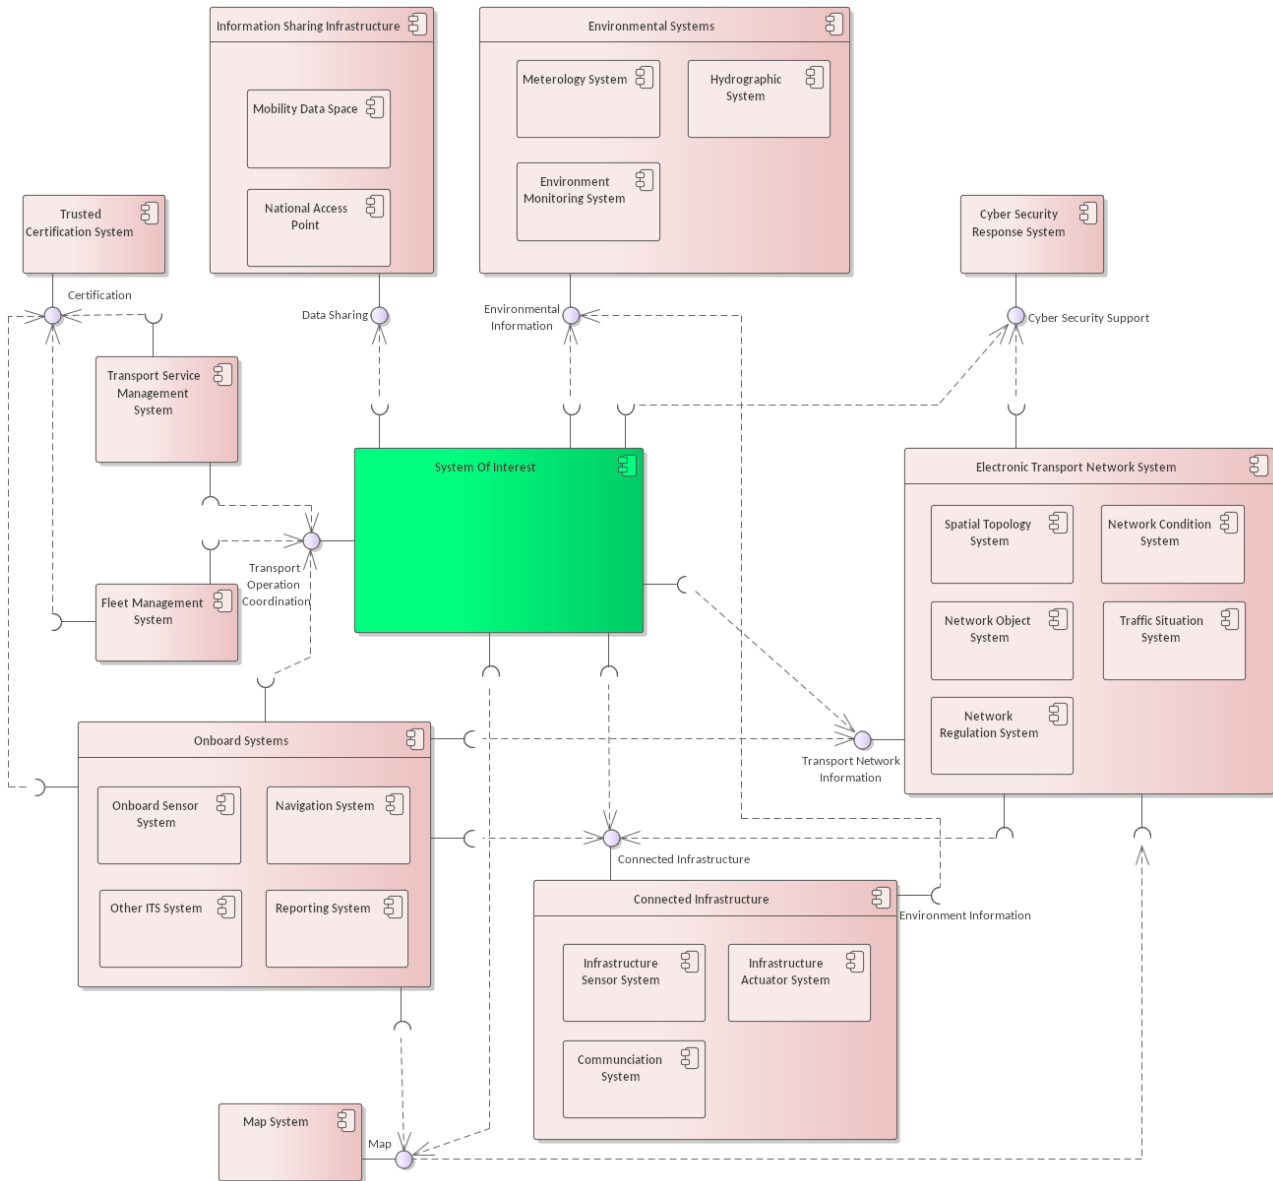 Information Sharing Infrastructure
Mobility Data Space
National Access
Point
Environmental Systems
Meterology System
Hydrographic
System
Environment
Monitoring System
Trusted
Certification System
Cyber Security
Response System
Certification
Data Sharing
Environmental
Information
Cyber Security Support
Transport Service
Management
System
System Of Interest
Electronic Transport Network System
Spatial Topology
System
Network Condition
System
Network Object
System
Traffic Situation
System
Network
Regulation System
Transport
Operation
Coordination
Fleet Management
System
Transport Network
Information
Onboard Systems
Onboard Sensor
System
Navigation System
Other ITS System
Reporting System
Connected Infrastructure
Connected Infrastructure
Environment Information
Infrastructure
Sensor System
Infrastructure
Actuator System
Communciation
System
Map System
Map